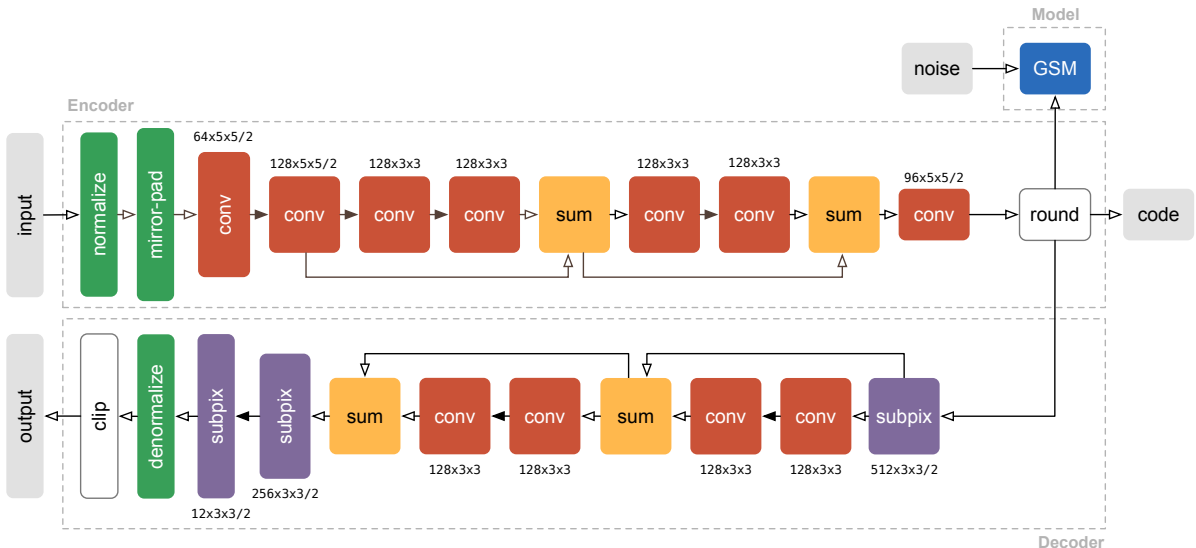 Model
noise
GSM
Encoder
input
normalize
mirror-pad
64x5x5/2
conv
128x5x5/2
conv
128x3x3
conv
128x3x3
conv
sum
128x3x3
conv
128x3x3
conv
sum
96x5x5/2
conv
round
code
output
clip
denormalize
subpix
12x3x3/2
subpix
256x3x3/2
sum
conv
128x3x3
conv
128x3x3
sum
conv
128x3x3
conv
128x3x3
subpix
512x3x3/2
Decoder